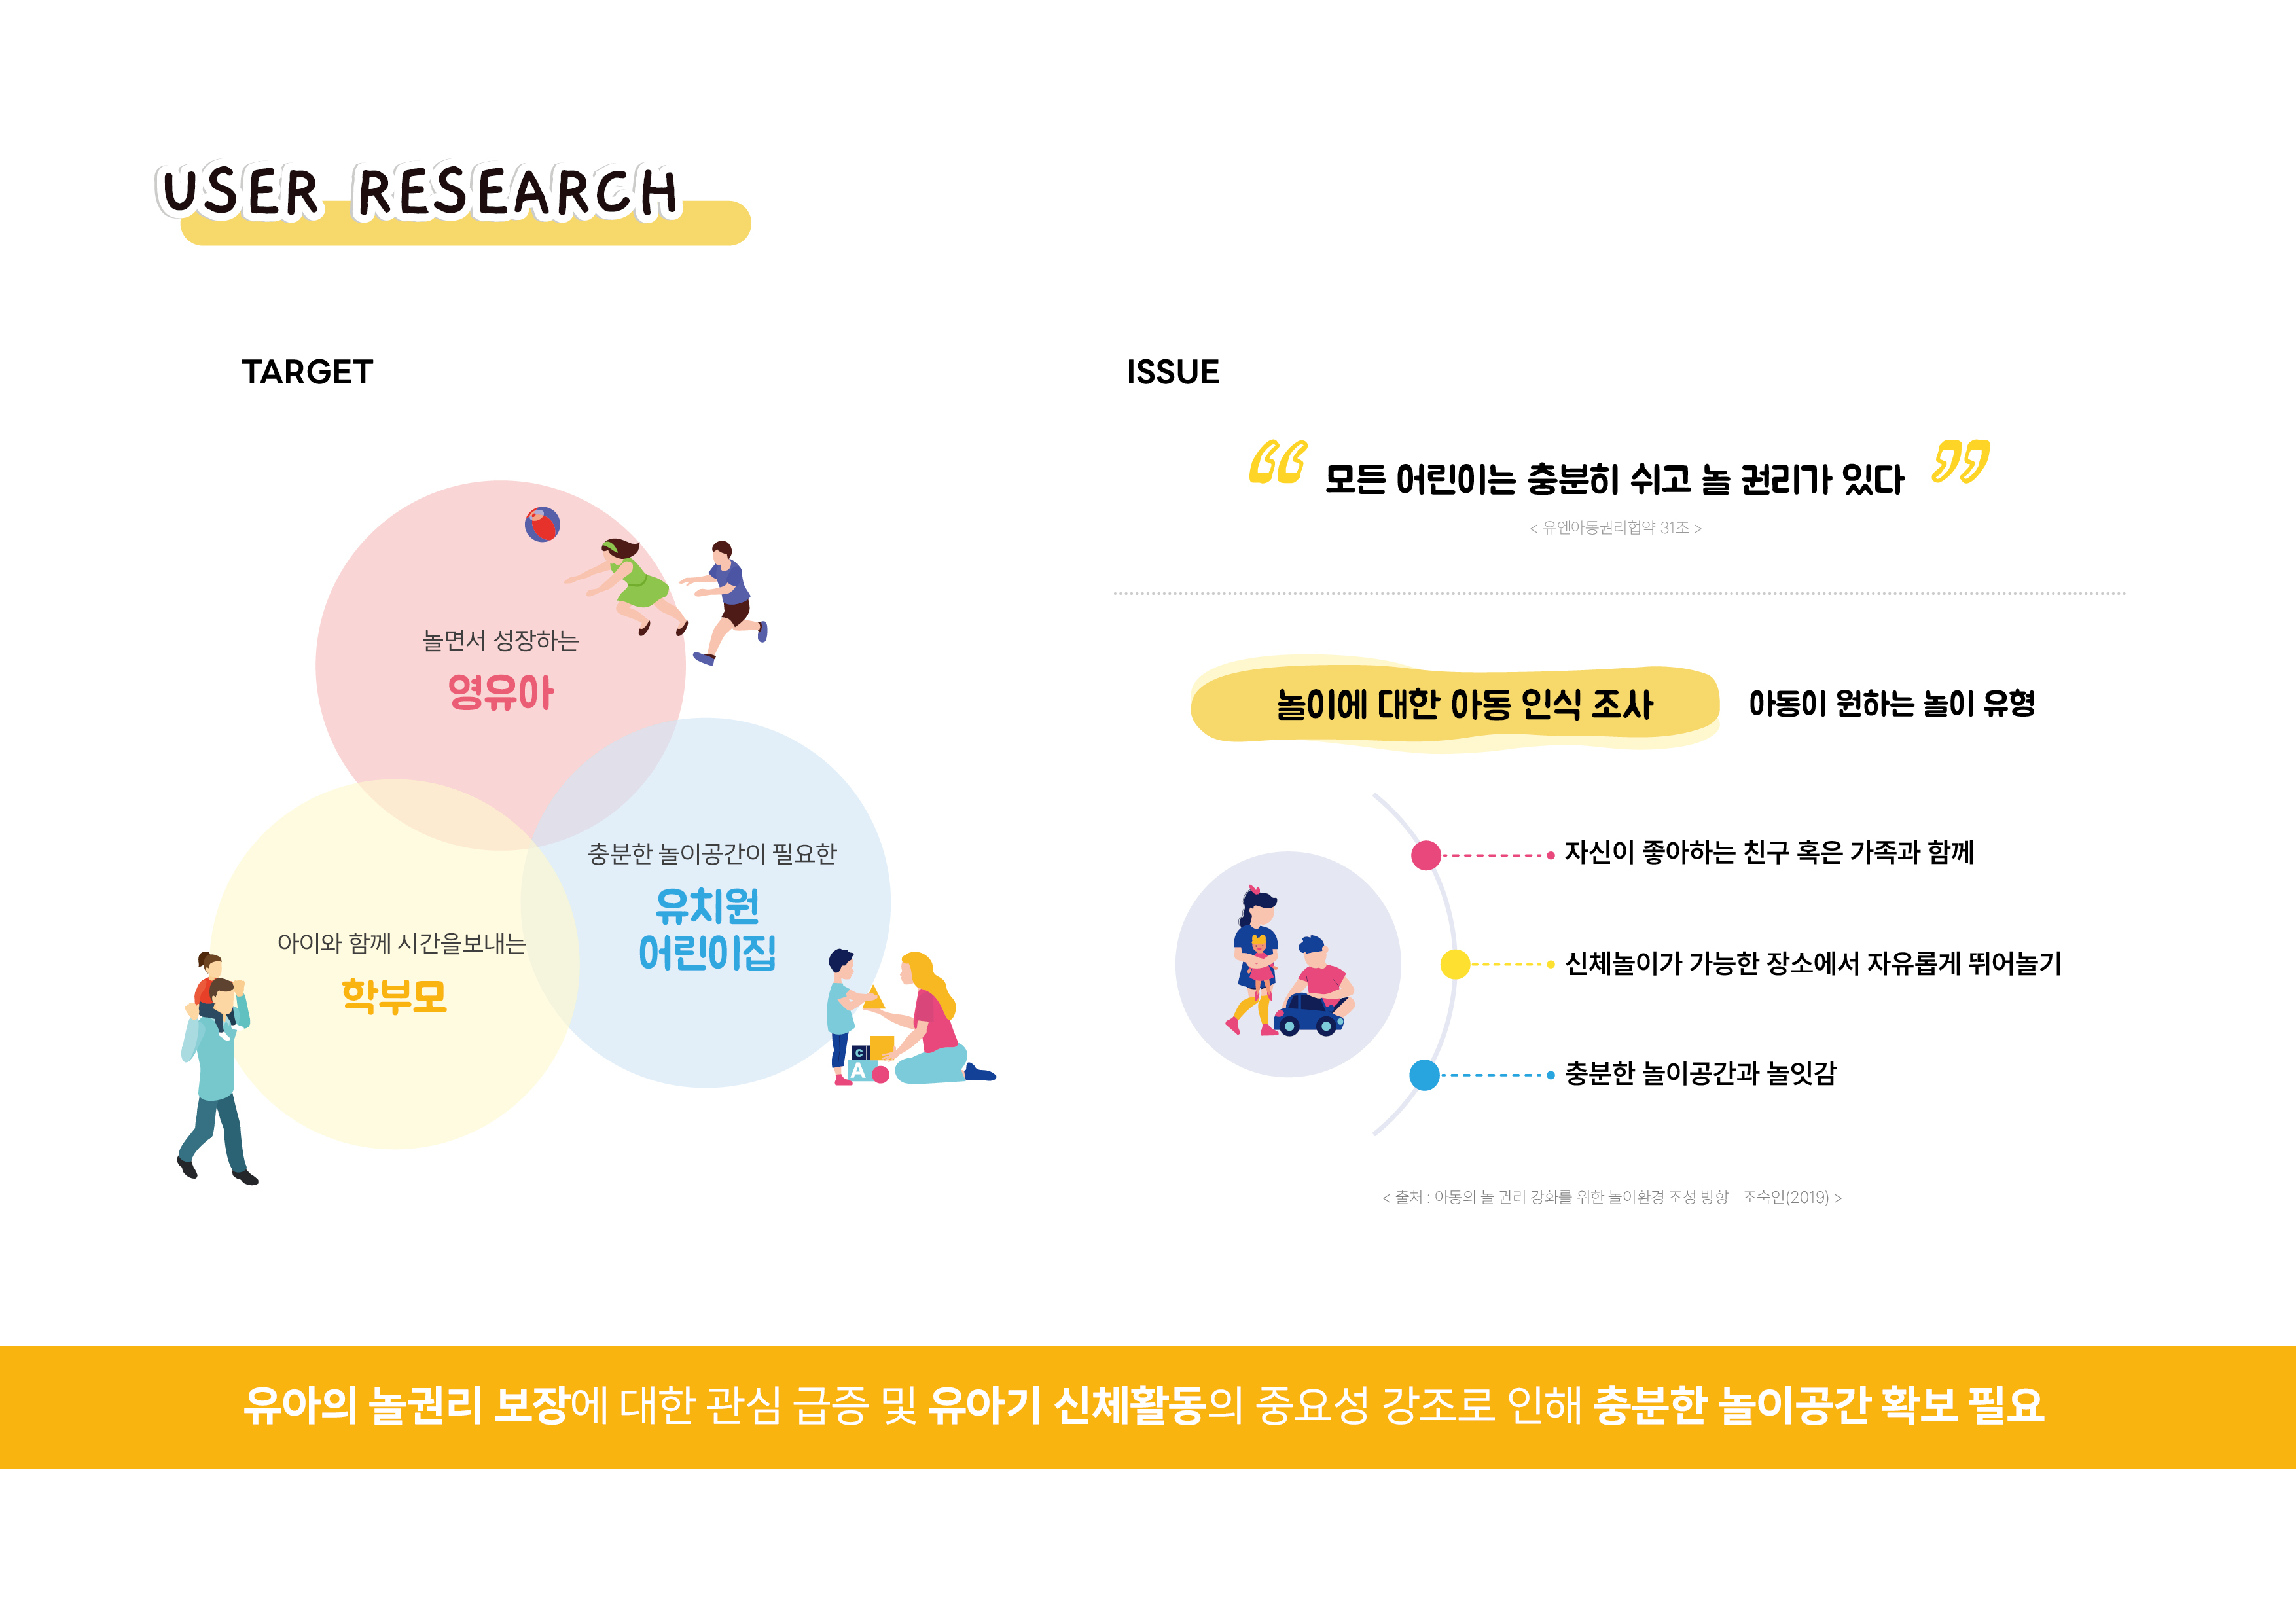 USER RESEARCH
TARGET
놀면서 성장하는
영유아
충분한 놀이공간이 필요한
유치원
어린이집
아이와 함께 시간을보내는
학부모
C
A
ISSUE
“ 모든 어린이는 충분히 쉬고 놀 권리가 있다 ”
< 유엔아동권리협약 31조 >
놀이에 대한 아동 인식 조사 아동이 원하는 놀이 유형
자신이 좋아하는 친구 혹은 가족과 함께
신체놀이가 가능한 장소에서 자유롭게 뛰어놀기
충분한 놀이공간과 놀잇감
< 출처 : 아동의 놀 권리 강화를 위한 놀이환경 조성 방향 - 조숙인(2019) >
유아의 놀권리 보장에 대한 관심 급증 및 유아기 신체활동의 중요성 강조로 인해 충분한 놀이공간 확보 필요